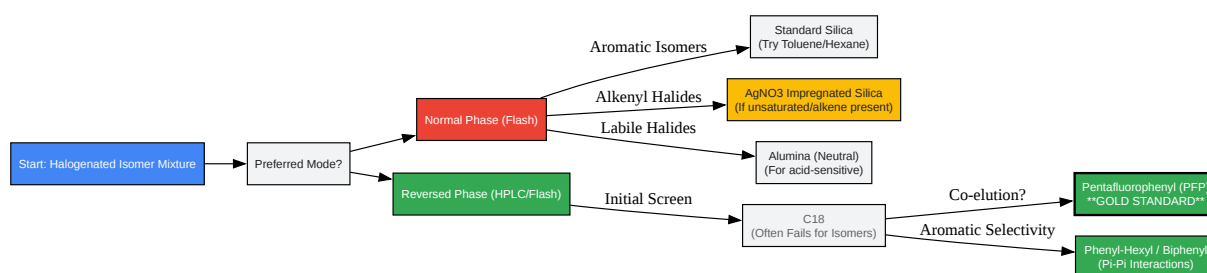 Start: Halogenated Isomer Mixture
Preferred Mode?
Normal Phase (Flash)
Reversed Phase (HPLC/Flash)
Aromatic Isomers
Alkenyl Halides
Labile Halides
Initial Screen
Standard Silica
(Try Toluene/Hexane)
AgNO3 Impregnated Silica
(If unsaturated/alkene present)
Alumina (Neutral)
(For acid-sensitive)
C18
(Often Fails for Isomers)
Co-elution?
Aromatic Selectivity
Pentafluorophenyl (PFP)
**GOLD STANDARD**
Phenyl-Hexyl / Biphenyl
(Pi-Pi Interactions)